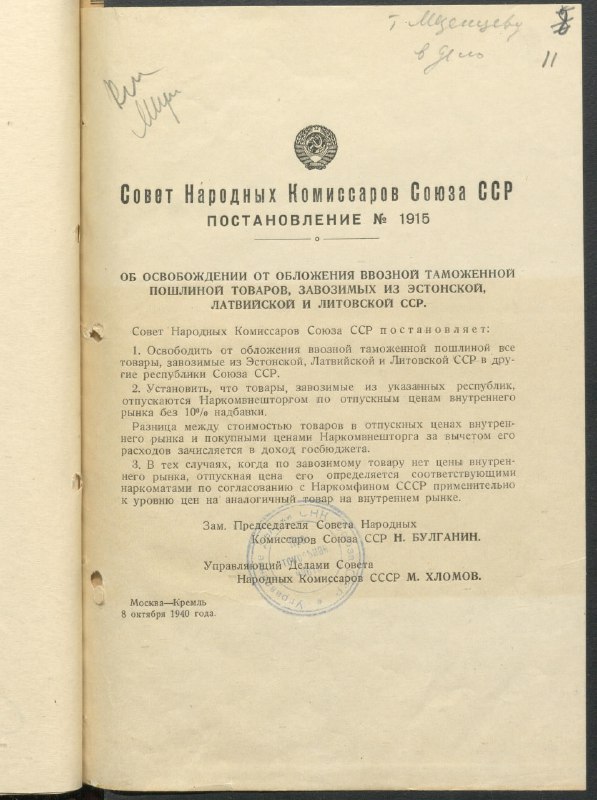 т. Мценцеву
в дело
11
Совет Народных Комиссаров Союза ССР
ПОСТАНОВЛЕНИЕ № 1915
ОБ ОСВОБОЖДЕНИИ ОТ ОБЛОЖЕНИЯ ВВОЗНОЙ ТАМОЖЕННОЙ
ПОШЛИНОЙ ТОВАРОВ, ЗАВОЗИМЫХ ИЗ ЭСТОНСКОЙ,
ЛАТВИЙСКОЙ И ЛИТОВСКОЙ ССР.
Совет Народных Комиссаров Союза ССР постановляет:
1. Освободить от обложения ввозной таможенной пошлиной все
товары, завозимые из Эстонской, Латвийской и Литовской ССР в дру-
гие республики Союза ССР.
2. Установить, что товары, завозимые из указанных республик,
отпускаются Наркомвнешторгом по отпускным ценам внутреннего
рынка без 10% надбавки.
Разница между стоимостью товаров в отпускных ценах внутрен-
него рынка и покупными ценами Наркомвнешторга за вычетом его
расходов зачисляется в доход госбюджета.
3. В тех случаях, когда по завозимому товару нет цены внутрен-
него рынка, отпускная цена его определяется соответствующими
наркоматами по согласованию с Наркомфином СССР применительно
к уровню цен на аналогичный товар на внутреннем рынке.
Зам. Председателя Совета Народных
Комиссаров Союза ССР Н. БУЛГАНИН.
Управляющий Делами Совета
Народных Комиссаров СССР М. ХЛОМОВ.
Москва—Кремль
8 октября 1940 года.